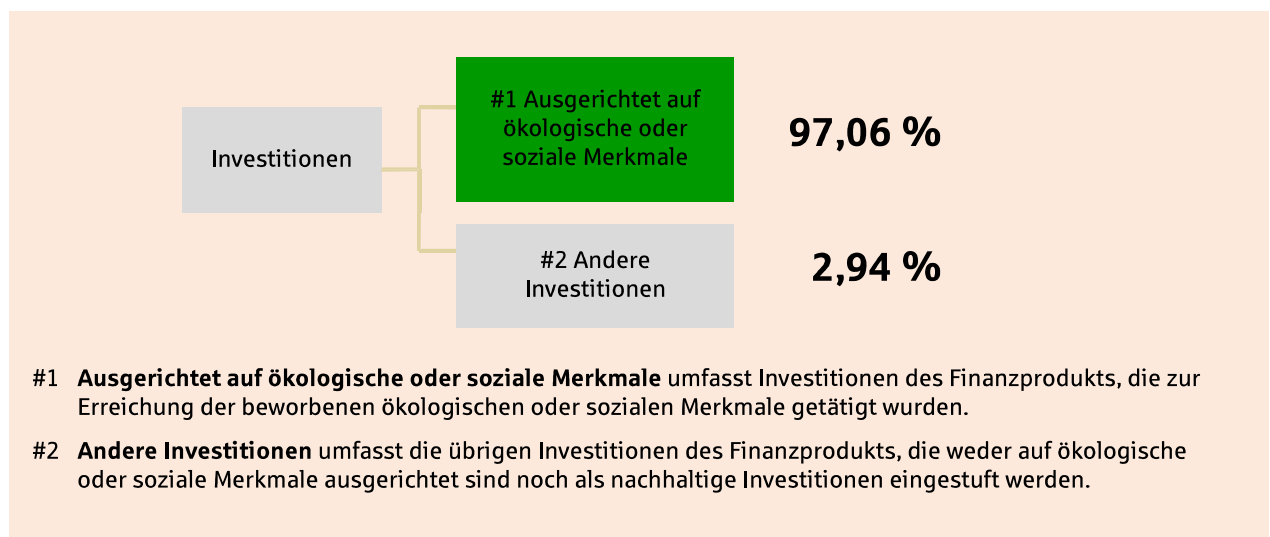 #1 Ausgerichtet auf
ökologische oder
soziale Merkmale
97,06 %
Investitionen
#2 Andere
Investitionen
2,94 %
#1 Ausgerichtet auf ökologische oder soziale Merkmale umfasst Investitionen des Finanzprodukts, die zur
Erreichung der beworbenen ökologischen oder sozialen Merkmale getätigt wurden.
#2 Andere Investitionen umfasst die übrigen Investitionen des Finanzprodukts, die weder auf ökologische
oder soziale Merkmale ausgerichtet sind noch als nachhaltige Investitionen eingestuft werden.